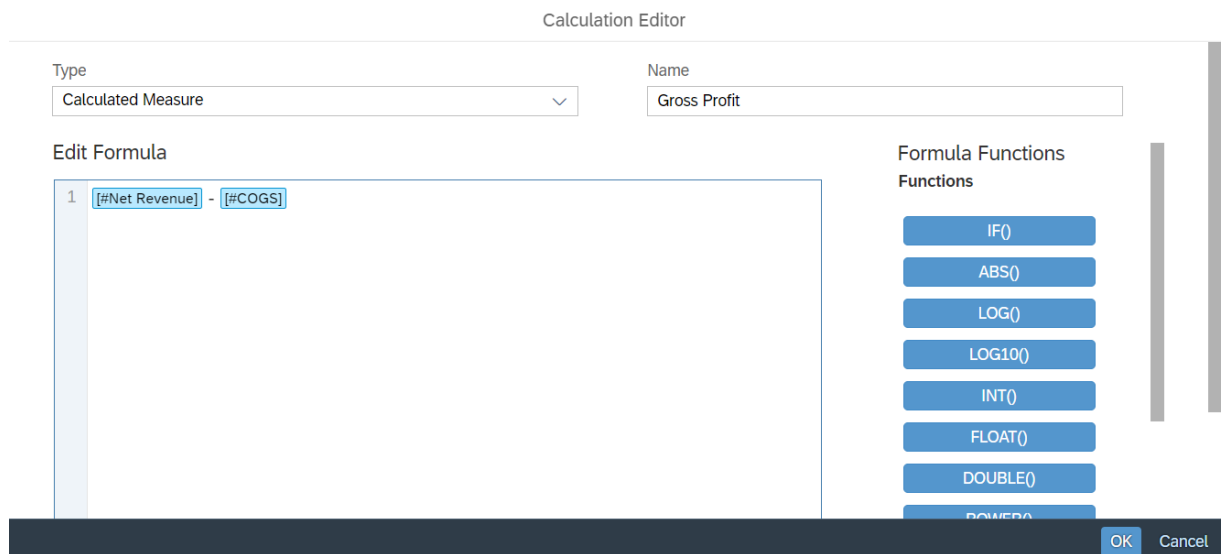 Calculation Editor
Type
Name
Calculated Measure
Gross Profit
Edit Formula
1 [#Net Revenue] - [#COGS]
Formula Functions
Functions
IF()
ABS()
LOG()
LOG10()
INT()
FLOAT()
DOUBLE()
POWER()
OK Cancel